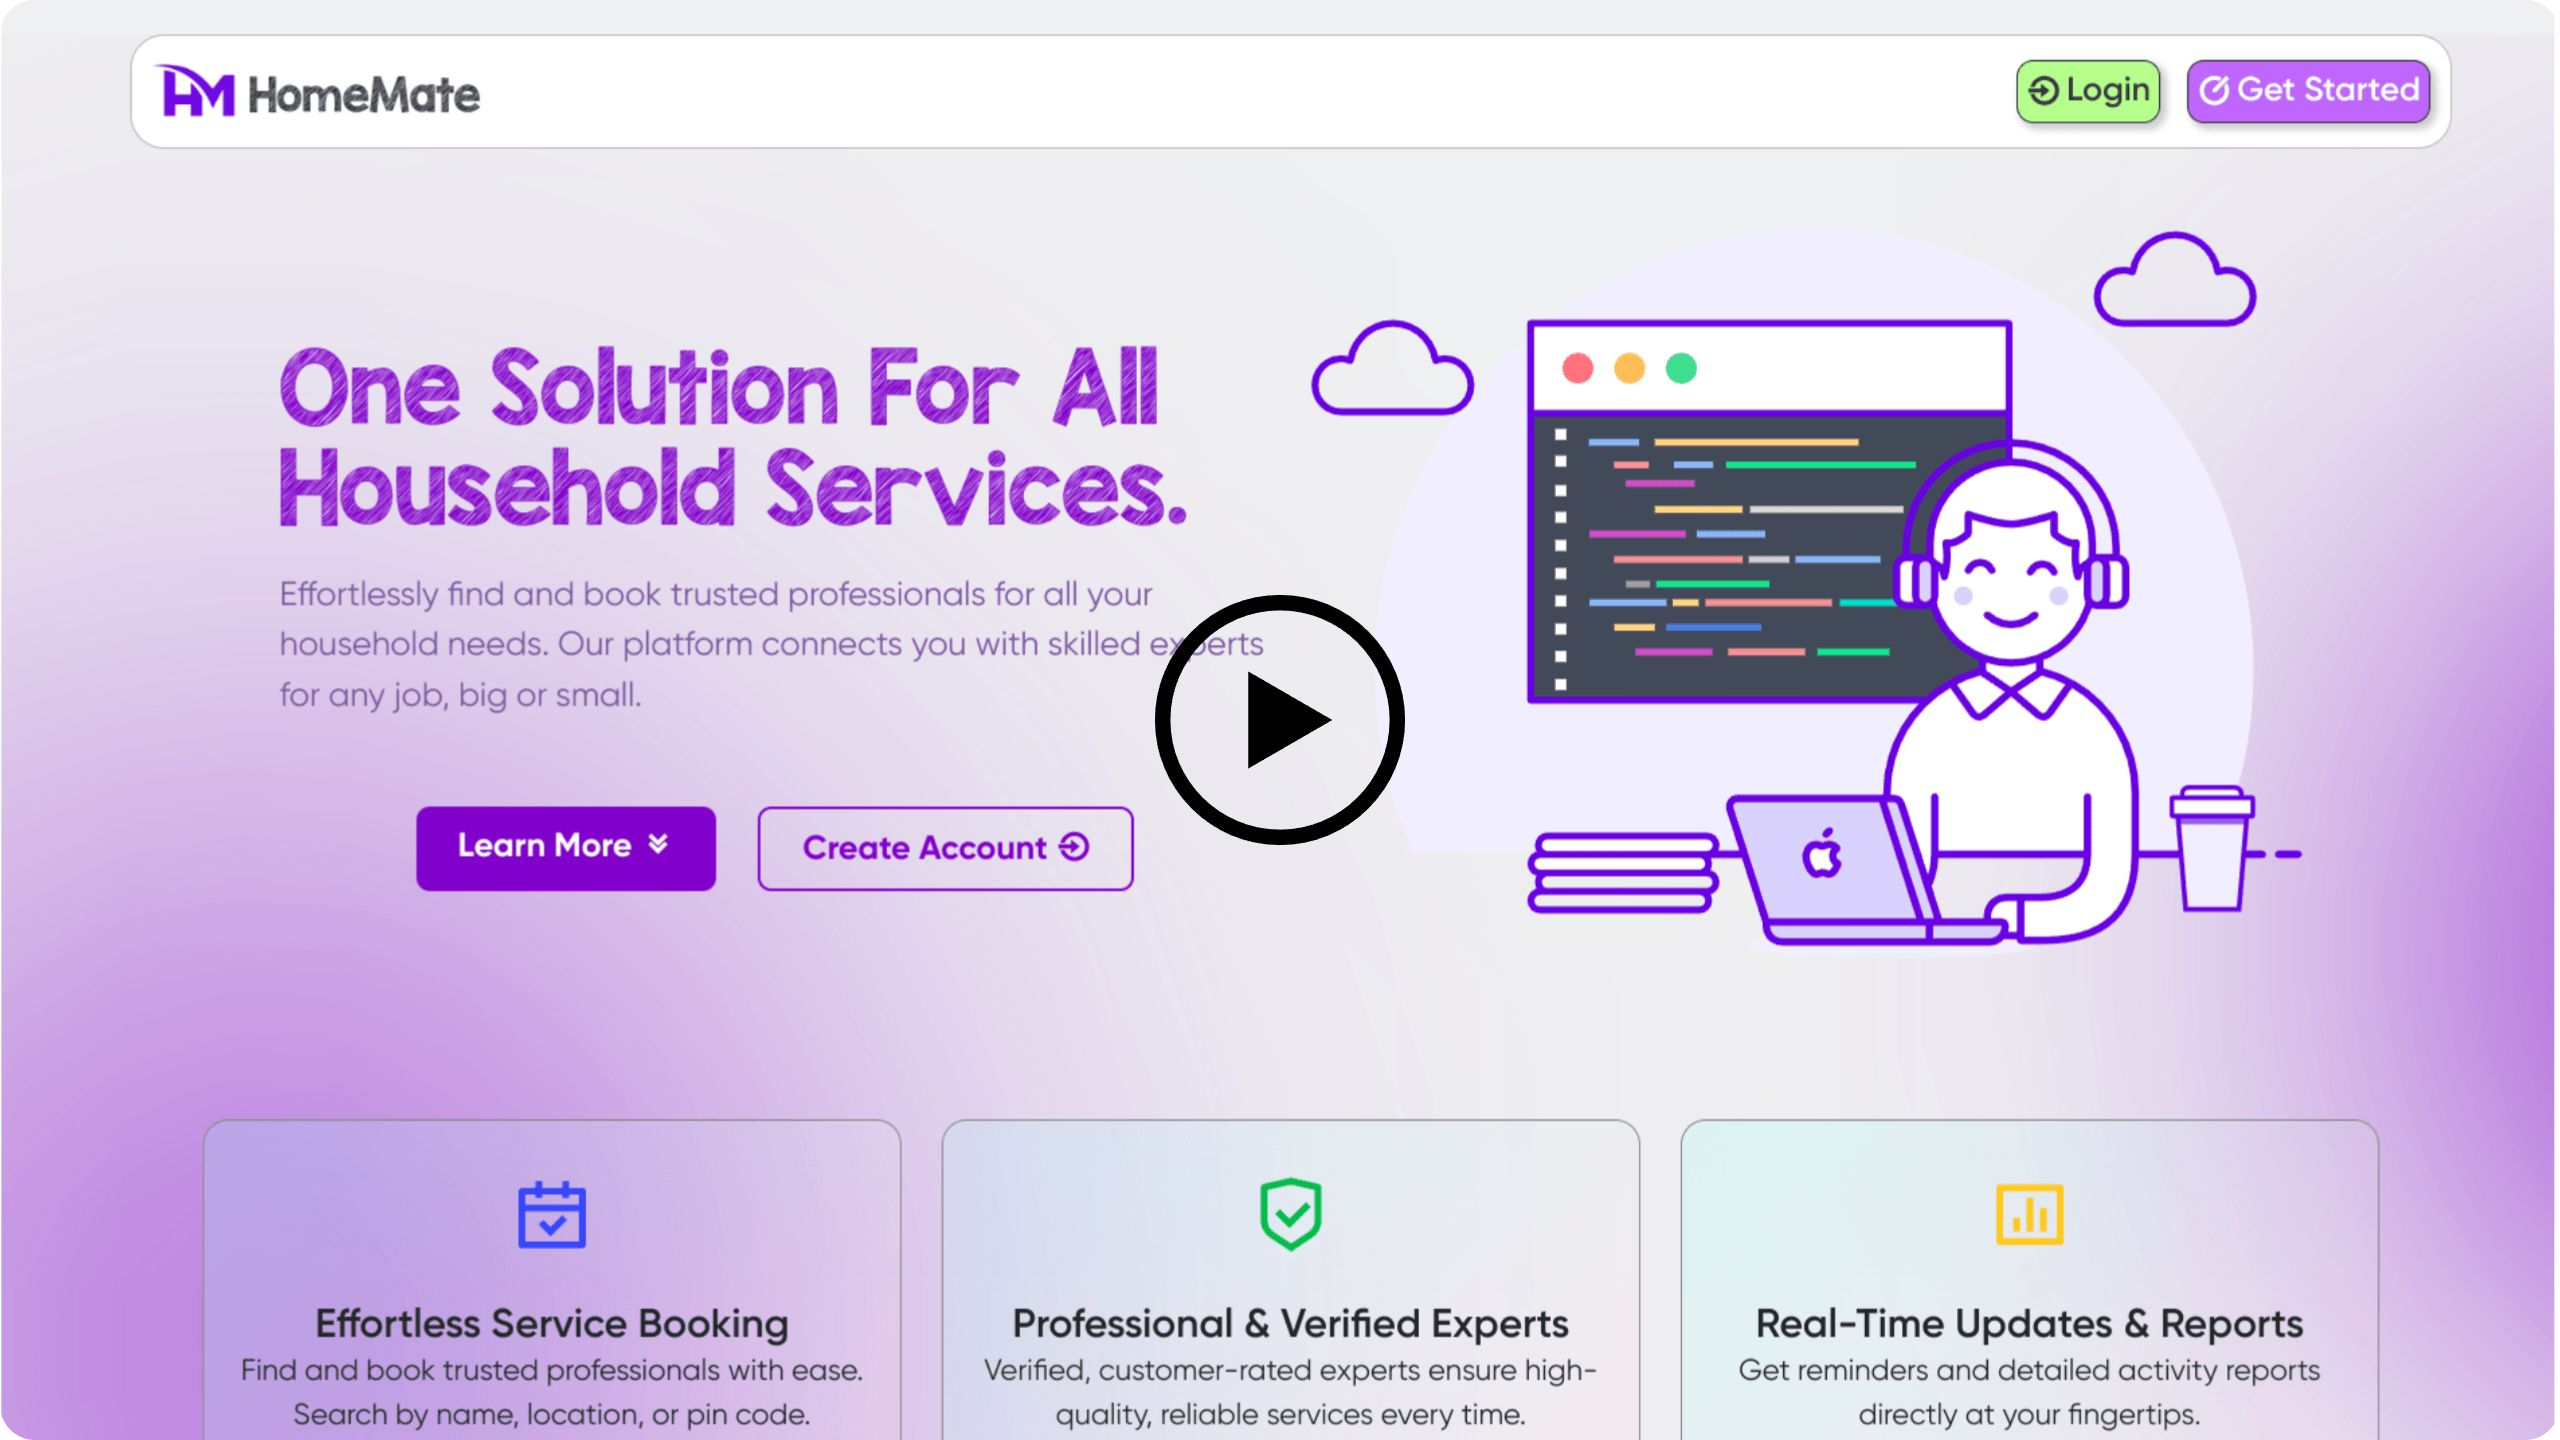 HM HomeMate
Login
Get Started
One Solution For All
Household Services.
Effortlessly find and book trusted professionals for all your
household needs. Our platform connects you with skilled experts
for any job, big or small.
Learn More
Create Account
Effortless Service Booking
Find and book trusted professionals with ease.
Search by name, location, or pin code.
Professional & Verified Experts
Verified, customer-rated experts ensure high-
quality, reliable services every time.
Real-Time Updates & Reports
Get reminders and detailed activity reports
directly at your fingertips.